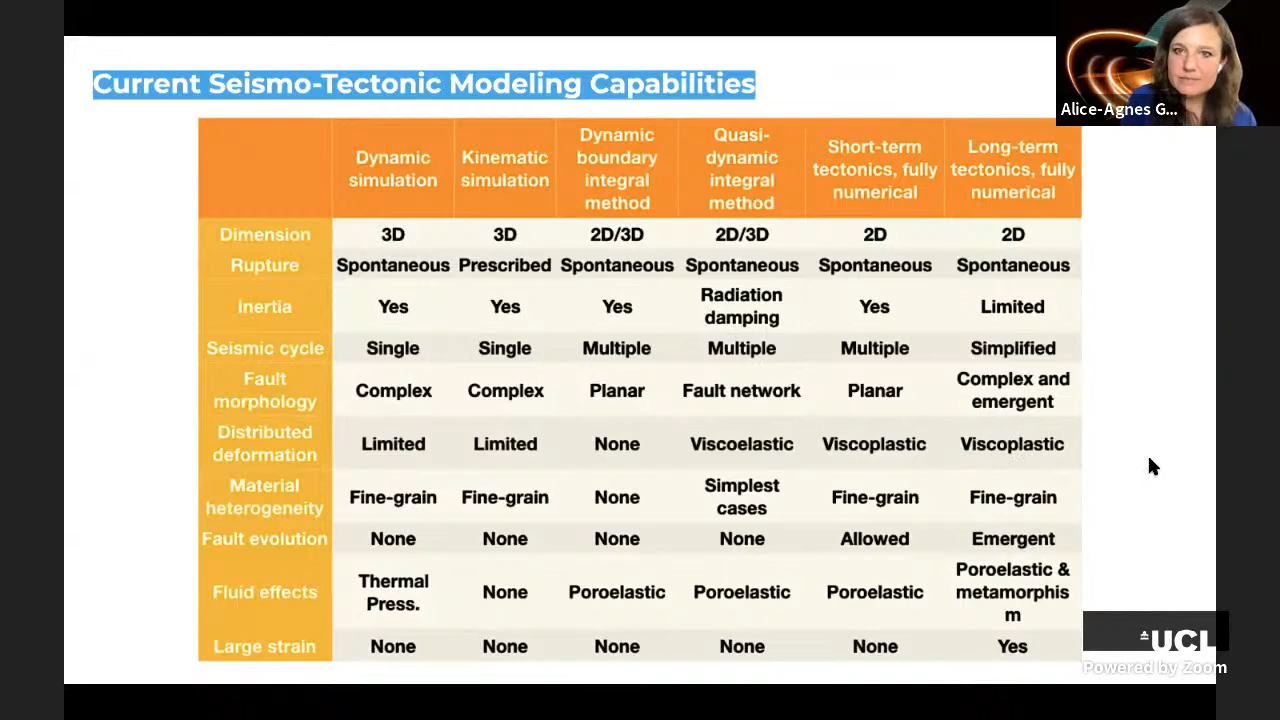 Current Seismo-Tectonic Modeling Capabilities
Alice-Agnes G...
Dynamic simulation Kinematic simulation Dynamic boundary integral method Quasi-dynamic integral method Short-term tectonics, fully numerical Long-term tectonics, fully numerical
Dimension 3D 3D 2D/3D 2D/3D 2D 2D
Rupture Spontaneous Prescribed Spontaneous Spontaneous Spontaneous Spontaneous
Inertia Yes Yes Yes Radiation damping Yes Limited
Seismic cycle Single Single Multiple Multiple Multiple Simplified
Fault morphology Complex Complex Planar Fault network Planar Complex and emergent
Distributed deformation Limited Limited None Viscoelastic Viscoplastic Viscoplastic
Material heterogeneity Fine-grain Fine-grain None Simplest cases Fine-grain Fine-grain
Fault evolution None None None None Allowed Emergent
Fluid effects Thermal Press. None Poroelastic Poroelastic Poroelastic Poroelastic & metamorphism
Large strain None None None None None Yes
UCL
Powered by Zoom